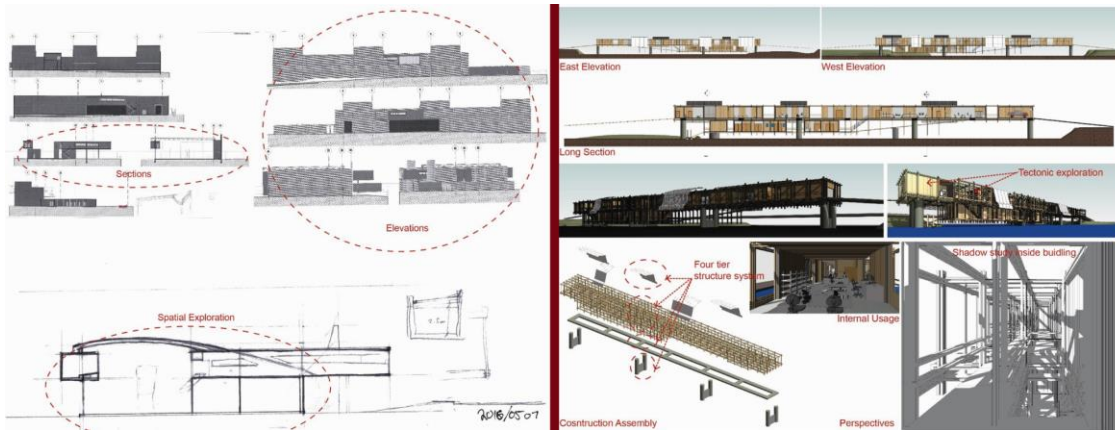 Sections
Elevations
Spatial Exploration
2016/05 07
East Elevation
West Elevation
Long Section
Tectonic exploration
Four tier
structure system
Shadow study inside buidling
Internal Usage
Cosntruction Assembly
Perspectives